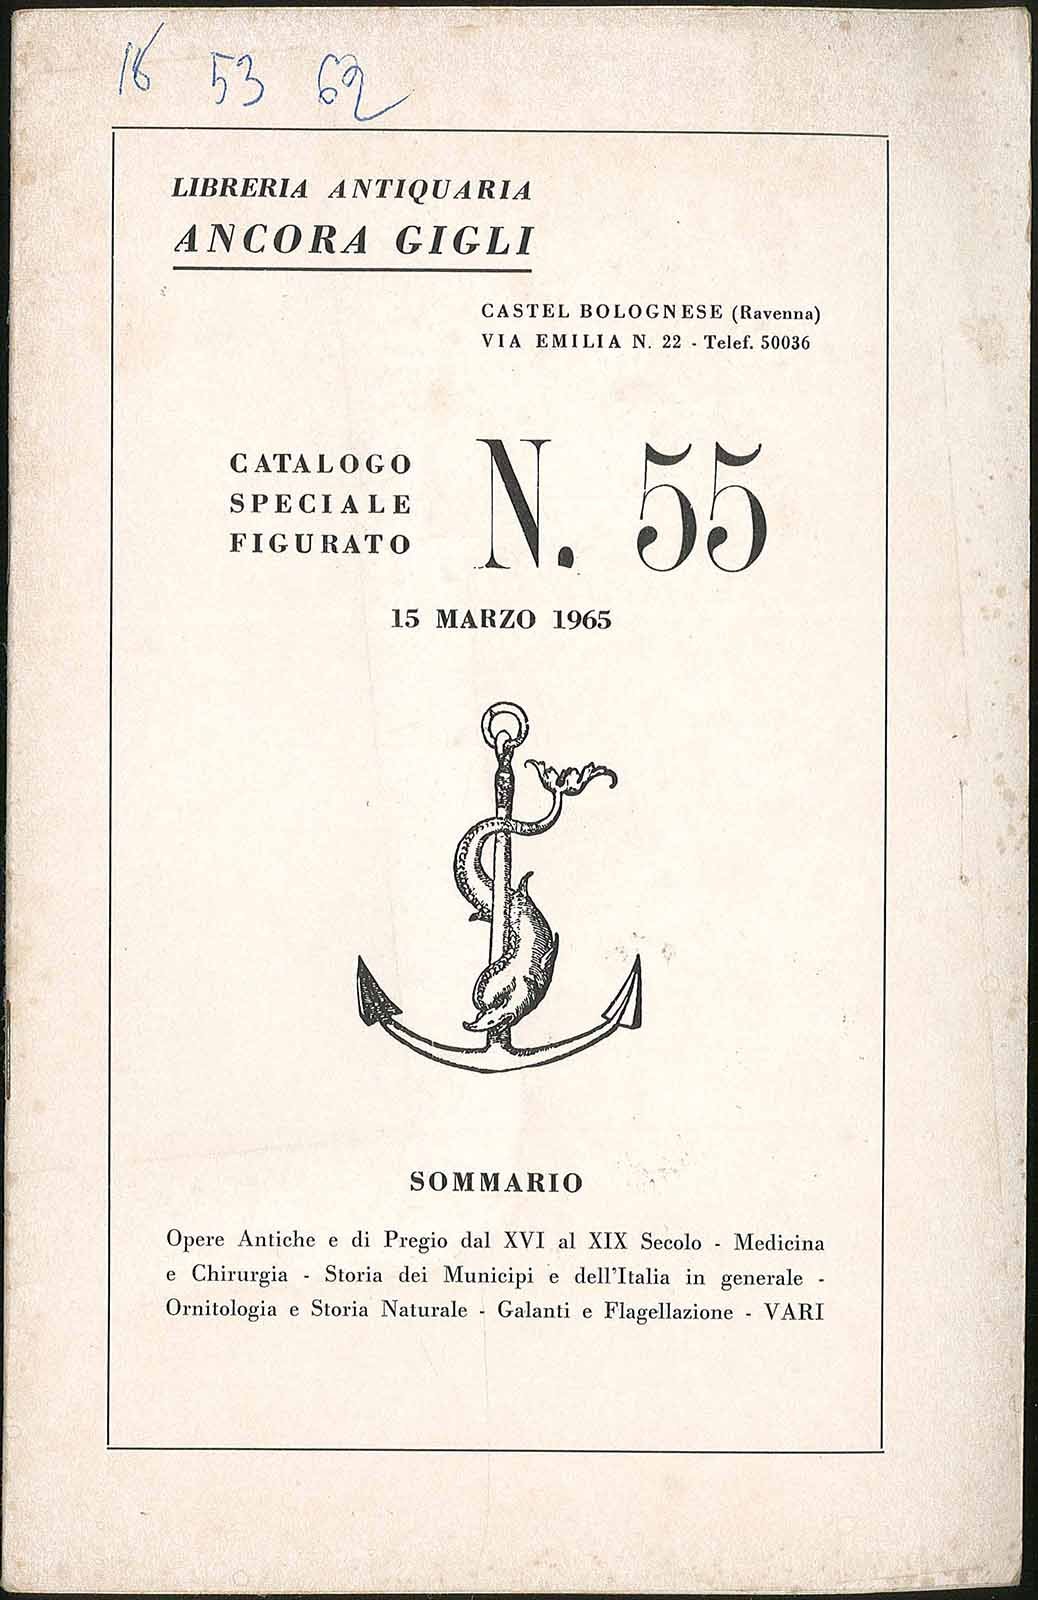 16 53 62
LIBRERIA ANTIQUARIA
ANCORA GIGLI
CASTEL BOLOGNESE (Ravenna)
VIA EMILIA N. 22 - Telef. 50036
CATALOGO
SPECIALE
FIGURATO
N. 55
15 MARZO 1965
SOMMARIO
Opere Antiche e di Pregio dal XVI al XIX Secolo - Medicina
e Chirurgia - Storia dei Municipi e dell'Italia in generale -
Ornitologia e Storia Naturale - Galanti e Flagellazione - VARI